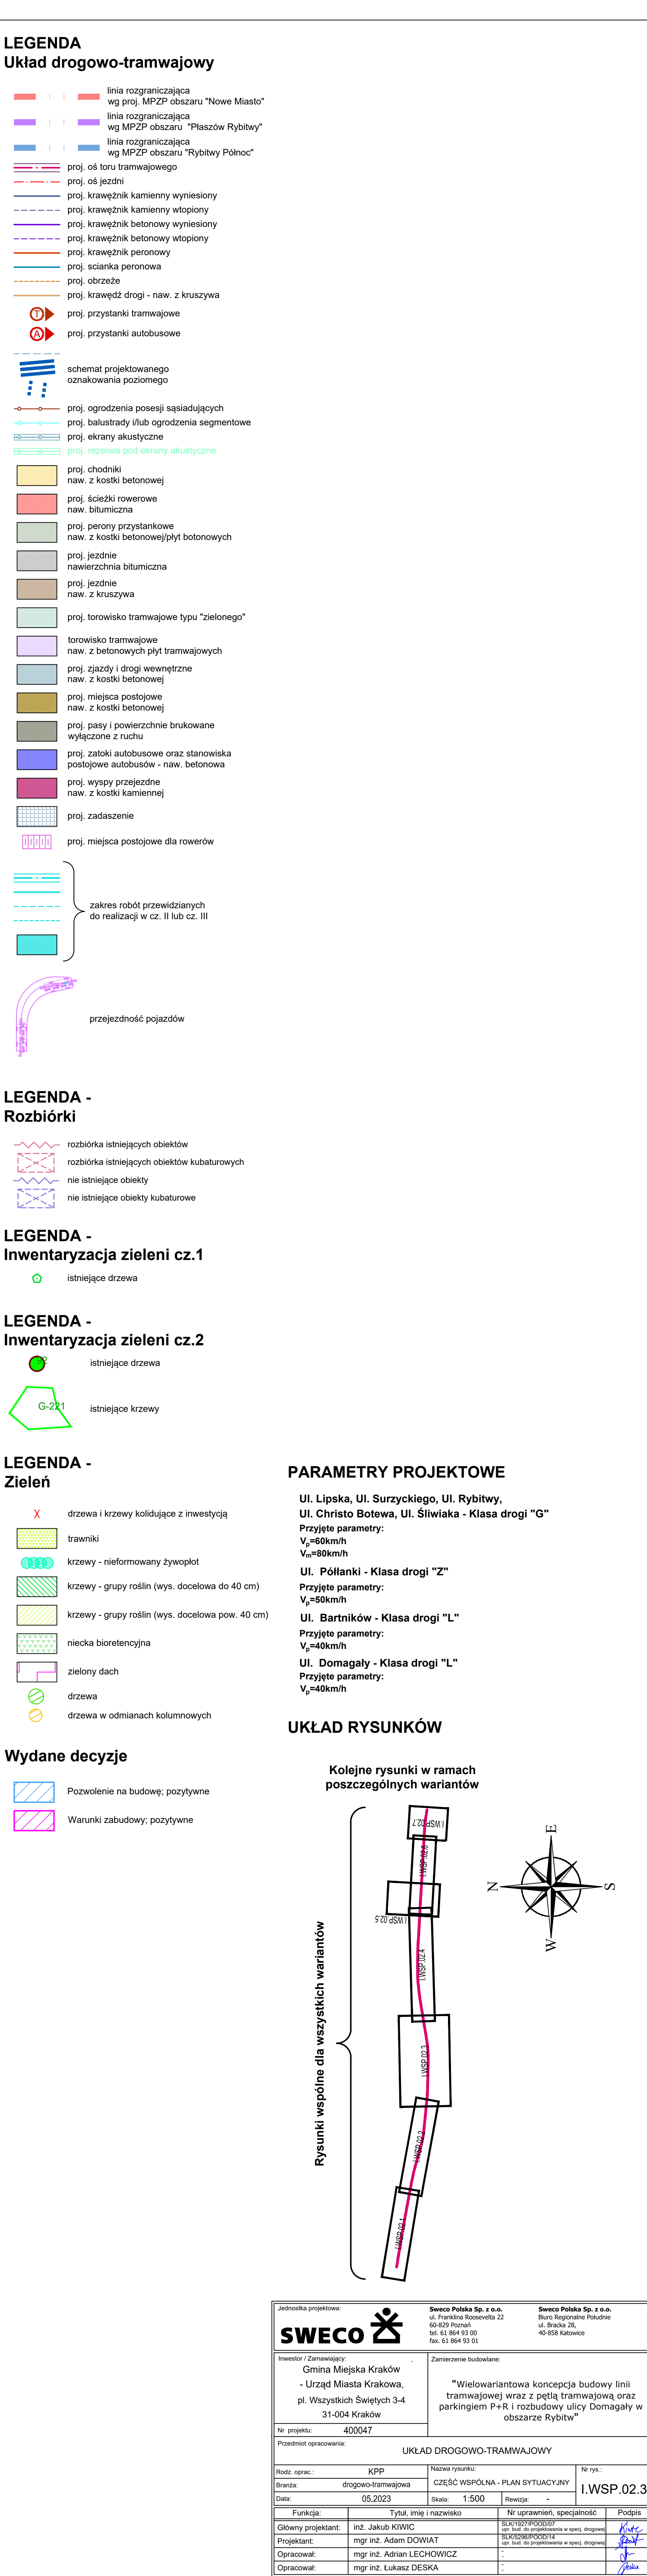 LEGENDA
Układ drogowo-tramwajowy
linia rozgraniczająca
wg proj. MPZP obszaru "Nowe Miasto"
linia rozgraniczająca
wg MPZP obszaru "Płaszów Rybitwy"
linia rozgraniczająca
wg MPZP obszaru "Rybitwy Północ"
proj. oś toru tramwajowego
proj. oś jezdni
proj. krawężnik kamienny wyniesiony
proj. krawężnik kamienny wtopiony
proj. krawężnik betonowy wyniesiony
proj. krawężnik betonowy wtopiony
proj. krawężnik peronowy
proj. scianka peronowa
proj. obrzeże
proj. krawędź drogi - naw. z kruszywa
T
proj. przystanki tramwajowe
A
proj. przystanki autobusowe
schemat projektowanego
oznakowania poziomego
proj. ogrodzenia posesji sąsiadujących
proj. balustrady i/lub ogrodzenia segmentowe
proj. ekrany akustyczne
proj. rezerwa pod ekrany akustyczne
proj. chodniki
naw. z kostki betonowej
proj. ścieżki rowerowe
naw. bitumiczna
proj. perony przystankowe
naw. z kostki betonowej/płyt botonowych
proj. jezdnie
nawierzchnia bitumiczna
proj. jezdnie
naw. z kruszywa
proj. torowisko tramwajowe typu "zielonego"
torowisko tramwajowe
naw. z betonowych płyt tramwajowych
proj. zjazdy i drogi wewnętrzne
naw. z kostki betonowej
proj. miejsca postojowe
naw. z kostki betonowej
proj. pasy i powierzchnie brukowane
wyłączone z ruchu
proj. zatoki autobusowe oraz stanowiska
postojowe autobusów - naw. betonowa
proj. wyspy przejezdne
naw. z kostki kamiennej
proj. zadaszenie
proj. miejsca postojowe dla rowerów
zakres robót przewidzianych
do realizacji w cz. II lub cz. III
przejezdność pojazdów
LEGENDA -
Rozbiórki
rozbiórka istniejących obiektów
rozbiórka istniejących obiektów kubaturowych
nie istniejące obiekty
nie istniejące obiekty kubaturowe
LEGENDA -
Inwentaryzacja zieleni cz.1
istniejące drzewa
LEGENDA -
Inwentaryzacja zieleni cz.2
istniejące drzewa
G-221
istniejące krzewy
LEGENDA -
Zieleń
X
drzewa i krzewy kolidujące z inwestycją
trawniki
krzewy - nieformowany żywopłot
krzewy - grupy roślin (wys. docelowa do 40 cm)
krzewy - grupy roślin (wys. docelowa pow. 40 cm)
niecka bioretencyjna
zielony dach
drzewa
drzewa w odmianach kolumnowych
Wydane decyzje
Pozwolenie na budowę; pozytywne
Warunki zabudowy; pozytywne
PARAMETRY PROJEKTOWE
Ul. Lipska, Ul. Surzyckiego, Ul. Rybitwy,
Ul. Christo Botewa, Ul. Śliwiaka - Klasa drogi "G"
Przyjęte parametry:
Vp=60km/h
Vm=80km/h
Ul. Półłanki - Klasa drogi "Z"
Przyjęte parametry:
Vp=50km/h
Ul. Bartników - Klasa drogi "L"
Przyjęte parametry:
Vp=40km/h
Ul. Domagały - Klasa drogi "L"
Przyjęte parametry:
Vp=40km/h
UKŁAD RYSUNKÓW
Kolejne rysunki w ramach
poszczególnych wariantów
Rysunki wspólne dla wszystkich wariantów
I.WSP.02.7
I.WSP.02.6
I.WSP.02.5
I.WSP.02.4
I.WSP.02.3
I.WSP.02.2
I.WSP.02.1
E
N
S
W
Jednostka projektowa:
SWECO
Sweco Polska Sp. z o.o.
ul. Franklina Roosevelta 22
60-829 Poznań
tel. 61 864 93 00
fax. 61 864 93 01
Sweco Polska Sp. z o.o.
Biuro Regionalne Południe
ul. Bracka 28,
40-858 Katowice
Inwestor / Zamawiający:
Gmina Miejska Kraków
- Urząd Miasta Krakowa,
pl. Wszystkich Świętych 3-4
31-004 Kraków
Zamierzenie budowlane:
"Wielowariantowa koncepcja budowy linii
tramwajowej wraz z pętlą tramwajową oraz
parkingiem P+R i rozbudowy ulicy Domagały w
obszarze Rybitw"
Nr projektu: 400047
Przedmiot opracowania:
UKŁAD DROGOWO-TRAMWAJOWY
Rodz. oprac.: KPP
Branża: drogowo-tramwajowa
Data: 05.2023
Nazwa rysunku:
CZĘŚĆ WSPÓLNA - PLAN SYTUACYJNY
Skala: 1:500 Rewizja: -
Nr rys.:
I.WSP.02.3
Funkcja: Tytuł, imię i nazwisko Nr uprawnień, specjalność Podpis
Główny projektant: inż. Jakub KIWIC SLK/1927/POOD/07
upr. bud. do projektowania w specj. drogowej
Projektant: mgr inż. Adam DOWIAT SLK/5296/POOD/14
upr. bud. do projektowania w specj. drogowej
Opracował: mgr inż. Adrian LECHOWICZ -
-
Opracował: mgr inż. Łukasz DESKA -
-